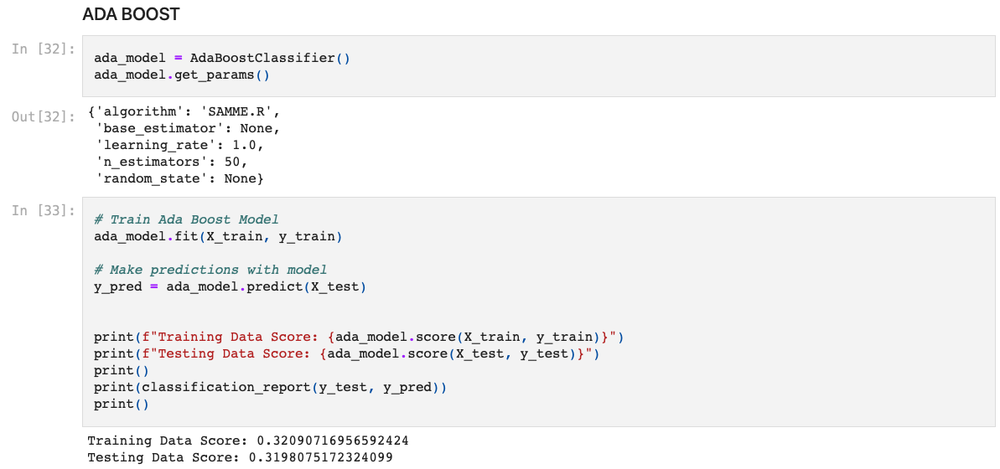 ADA BOOST
In [32]:
ada_model = AdaBoostClassifier()
ada_model.get_params()
Out[32]:
{'algorithm': 'SAMME.R',
'base_estimator': None,
'learning_rate': 1.0,
'n_estimators': 50,
'random_state': None}
In [33]:
# Train Ada Boost Model
ada_model.fit(X_train, y_train)
# Make predictions with model
y_pred = ada_model.predict(X_test)
print(f"Training Data Score: {ada_model.score(X_train, y_train)}")
print(f"Testing Data Score: {ada_model.score(X_test, y_test)}")
print()
print(classification_report(y_test, y_pred))
print()
Training Data Score: 0.32090716956592424
Testing Data Score: 0.3198075172324099